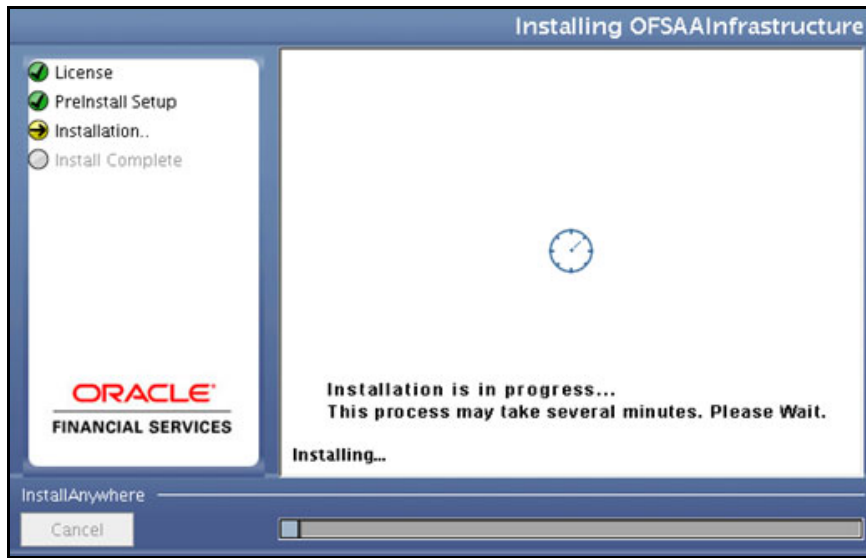 Installing OFSAAInfrastructure
License
PreInstall Setup
Installation..
Install Complete
ORACLE
FINANCIAL SERVICES
Installation is in progress...
This process may take several minutes. Please Wait.
Installing...
InstallAnywhere
Cancel